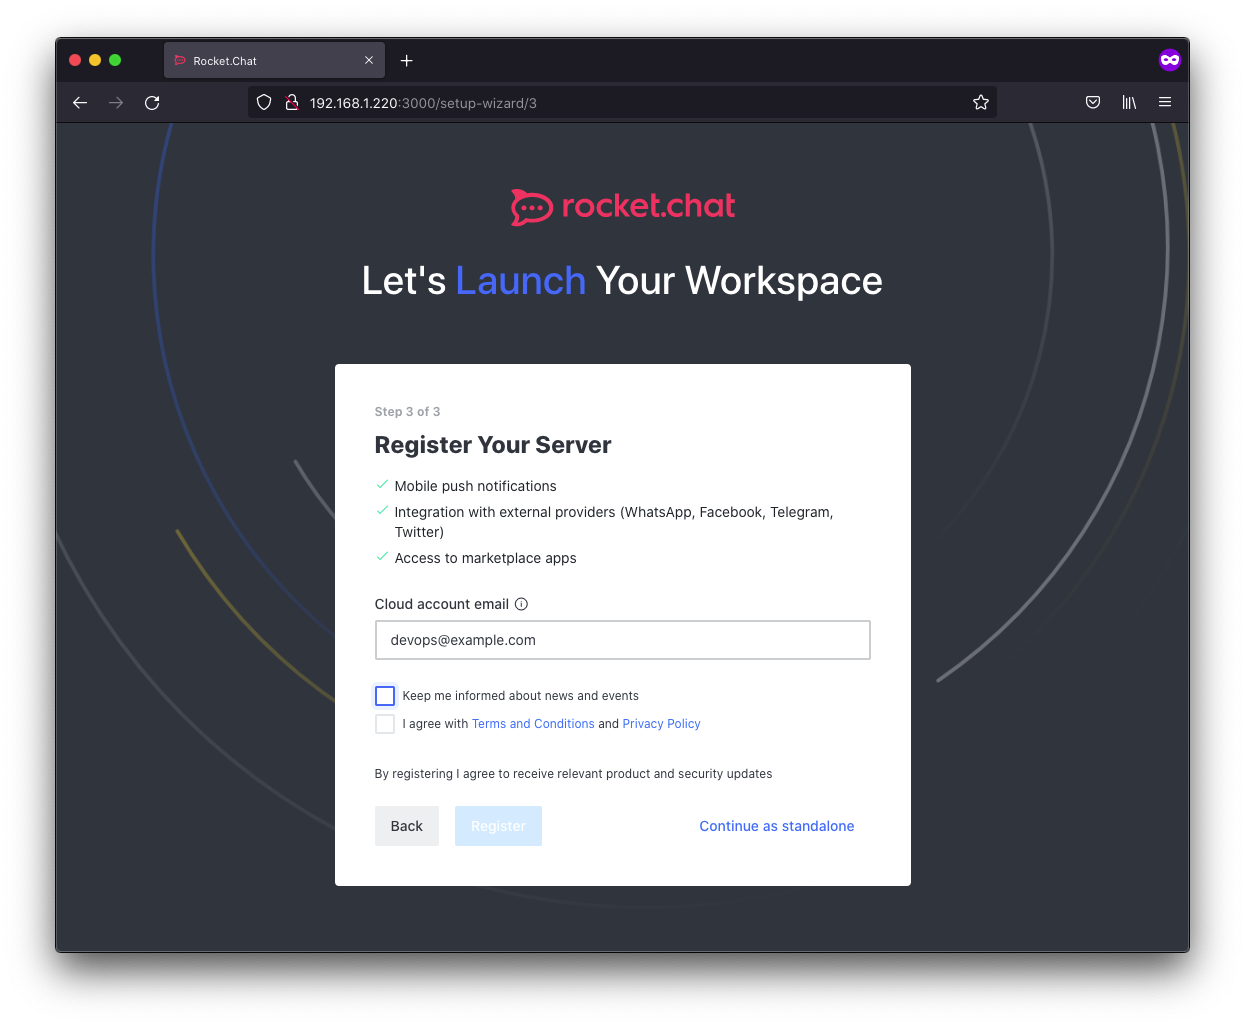 Rocket.Chat
192.168.1.220:3000/setup-wizard/3
rocket.chat
Let's Launch Your Workspace
Step 3 of 3
Register Your Server
Mobile push notifications
Integration with external providers (WhatsApp, Facebook, Telegram,
Twitter)
Access to marketplace apps
Cloud account email
devops@example.com
Keep me informed about news and events
I agree with Terms and Conditions and Privacy Policy
By registering I agree to receive relevant product and security updates
Back Register Continue as standalone